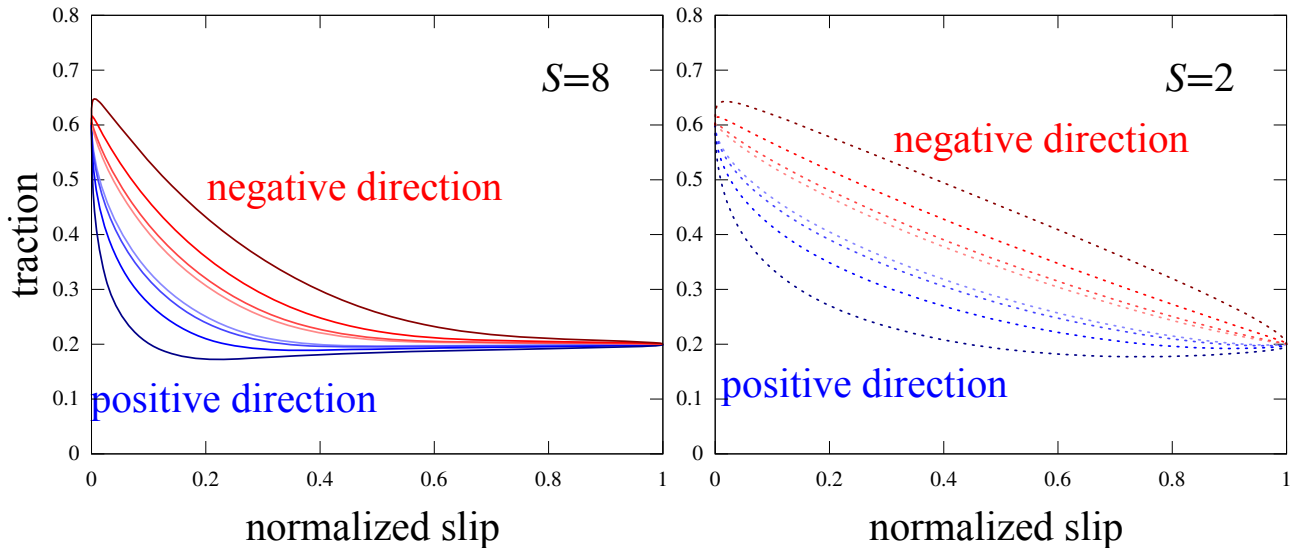 0.8
0.7
0.6
0.5
0.4
0.3
0.2
0.1
0
traction
S=8
negative direction
positive direction
0 0.2 0.4 0.6 0.8 1
normalized slip
0.8
0.7
0.6
0.5
0.4
0.3
0.2
0.1
0
S=2
negative direction
positive direction
0 0.2 0.4 0.6 0.8 1
normalized slip